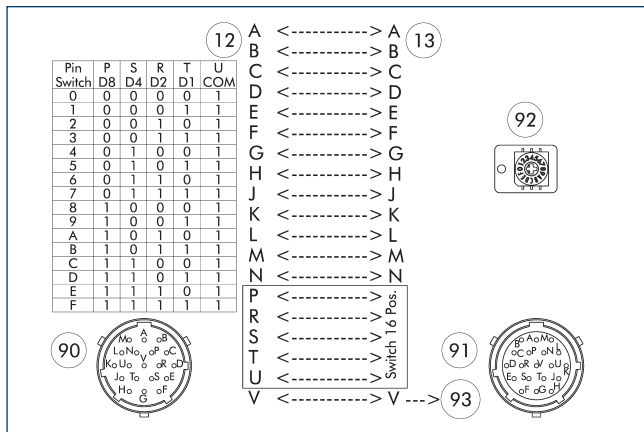 12
13
A <-----------> A
B <-----------> B
C <-----------> C
D <-----------> D
E <-----------> E
F <-----------> F
G <-----------> G
H <-----------> H
J <-----------> J
K <-----------> K
L <-----------> L
M <-----------> M
N <-----------> N
P <----------->
R <----------->
S <----------->
T <----------->
U <----------->
Switch 16 Pos.
V <-----------> V ---> 93
Pin P S R T U
Switch D8 D4 D2 D1 COM
0 0 0 0 0 1
1 0 0 0 1 1
2 0 0 1 0 1
3 0 0 1 1 1
4 0 1 0 0 1
5 0 1 0 1 1
6 0 1 1 0 1
7 0 1 1 1 1
8 1 0 0 0 1
9 1 0 0 1 1
A 1 0 1 0 1
B 1 0 1 1 1
C 1 1 0 0 1
D 1 1 0 1 1
E 1 1 1 0 1
F 1 1 1 1 1
92
90
M A B
L N P C
K U V R D
J T S E
H G F
91
B A M
C P N L
D R V U K
E S T J
F G H